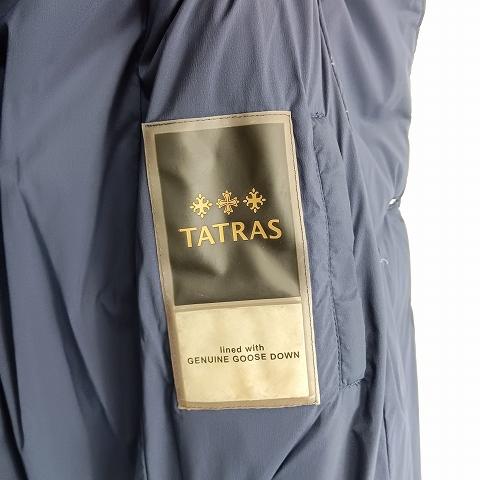 TATRAS
lined with
GENUINE GOOSE DOWN